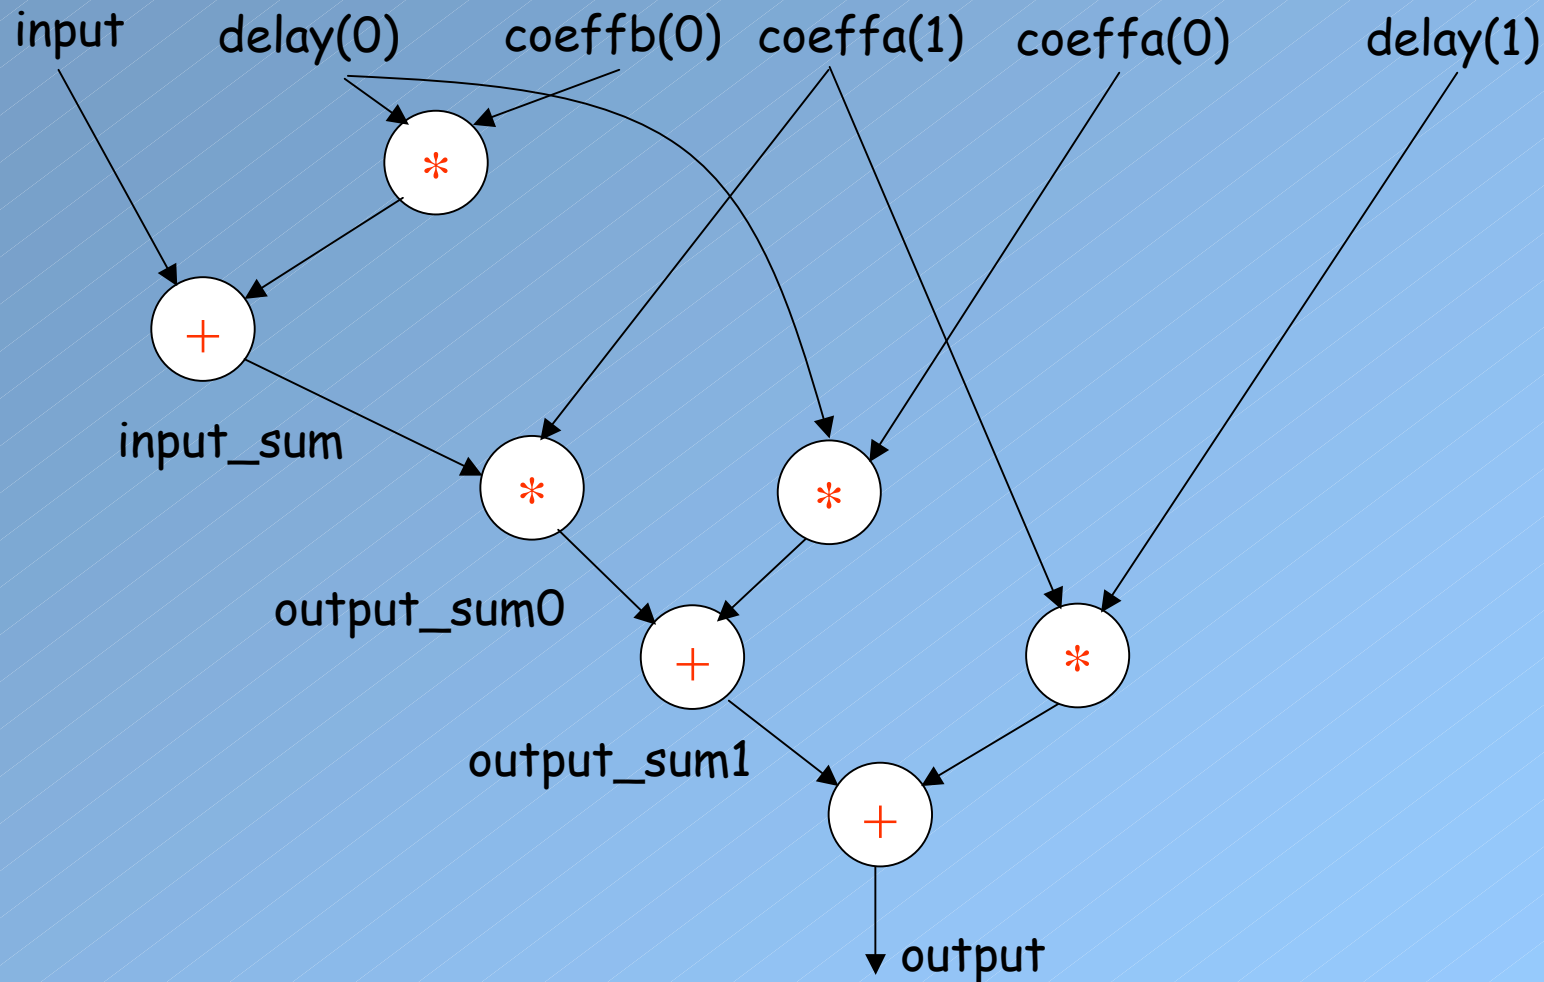 input delay(0) coeffb(0) coeffa(1) coeffa(0) delay(1)
*
+
input_sum
* *
output_sum0
+ *
output_sum1
+
output